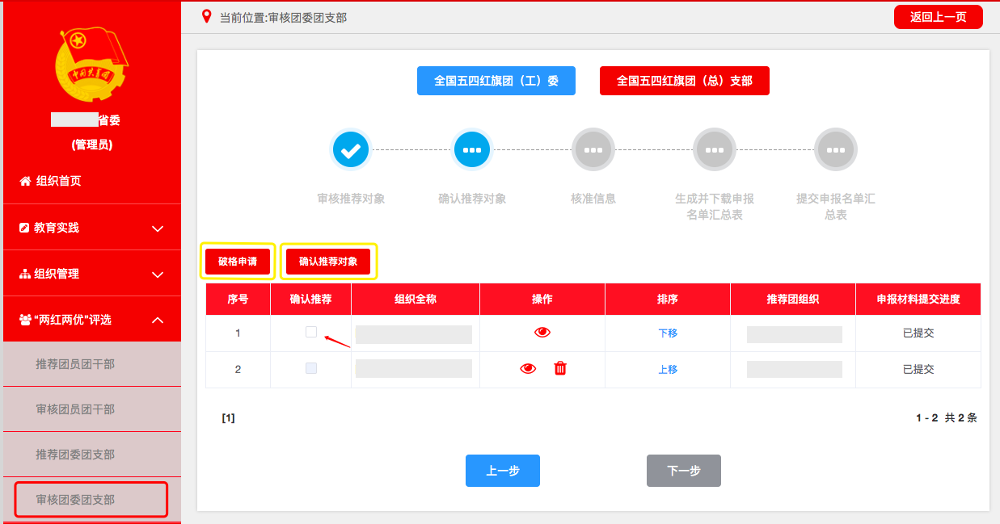 当前位置:审核团委团支部
返回上一页
中国共青团
省委
(管理员)
组织首页
教育实践
组织管理
“两红两优”评选
推荐团员团干部
审核团员团干部
推荐团委团支部
审核团委团支部
全国五四红旗团（工）委
全国五四红旗团（总）支部
审核推荐对象
确认推荐对象
核准信息
生成并下载申报
名单汇总表
提交申报名单汇
总表
破格申请
确认推荐对象
序号 确认推荐 组织全称 操作 排序 推荐团组织 申报材料提交进度
1 下移 已提交
2 上移 已提交
[1]
1 - 2 共 2 条
上一步
下一步